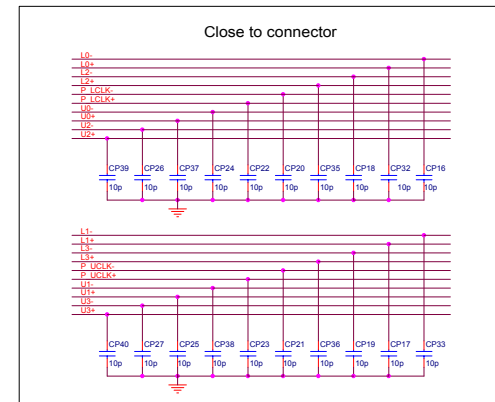 Close to connector
L0-
L0+
L2-
L2+
P_LCLK-
P_LCLK+
U0-
U0+
U2-
U2+
CP39 CP26 CP37 CP24 CP22 CP20 CP35 CP18 CP32 CP16
10p 10p 10p 10p 10p 10p 10p 10p 10p 10p
L1-
L1+
L3-
L3+
P_UCLK-
P_UCLK+
U1-
U1+
U3-
U3+
CP40 CP27 CP25 CP38 CP23 CP21 CP36 CP19 CP17 CP33
10p 10p 10p 10p 10p 10p 10p 10p 10p 10p